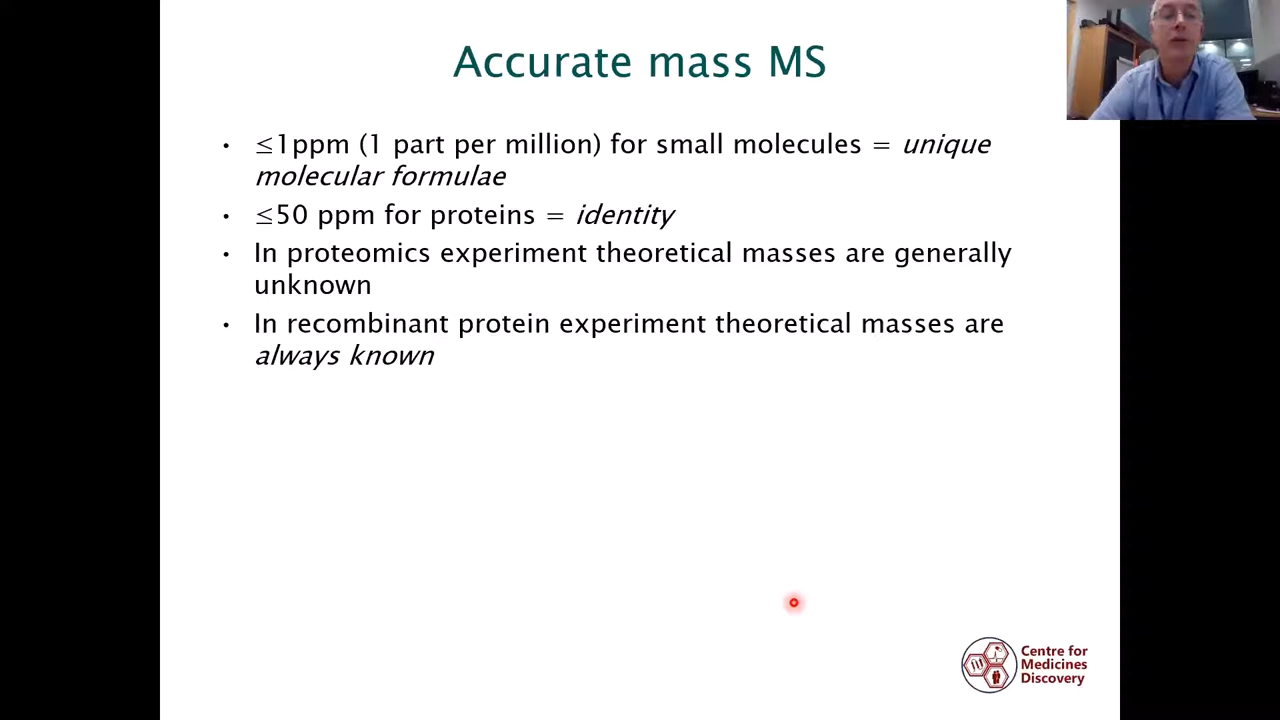 Accurate mass MS
• ≤1ppm (1 part per million) for small molecules = unique
molecular formulae
• ≤50 ppm for proteins = identity
• In proteomics experiment theoretical masses are generally
unknown
• In recombinant protein experiment theoretical masses are
always known
Centre for
Medicines
Discovery